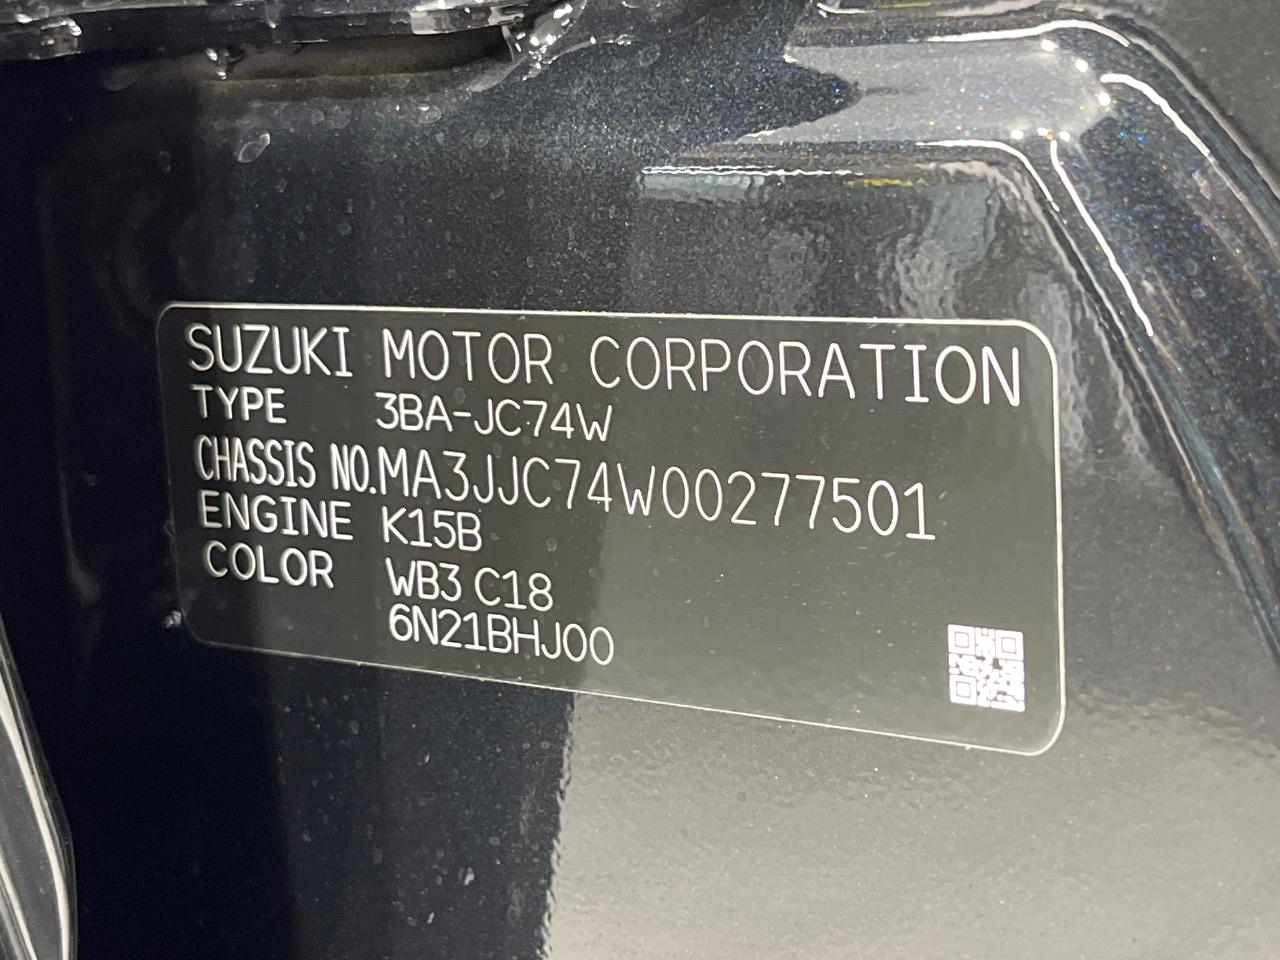 SUZUKI MOTOR CORPORATION
TYPE 3BA-JC74W
CHASSIS NO.MA3JJC74W00277501
ENGINE K15B
COLOR WB3 C18
6N21BHJ00